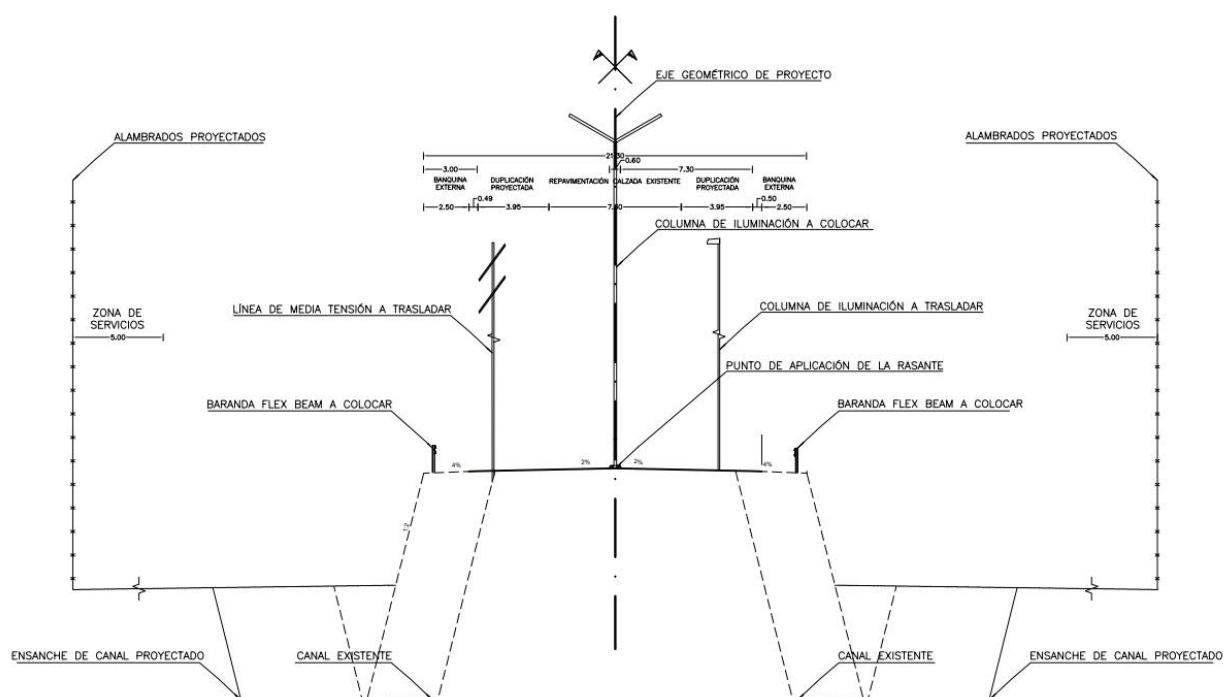 EJE GEOMÉTRICO DE PROYECTO
ALAMBRADOS PROYECTADOS
ALAMBRADOS PROYECTADOS
21.30
0.60
3.00
7.30
BANQUINA
EXTERNA
DUPLICACIÓN
PROYECTADA
REPAVIMENTACIÓN CALZADA EXISTENTE
DUPLICACIÓN
PROYECTADA
BANQUINA
EXTERNA
0.49
0.50
2.50
3.95
3.95
2.50
COLUMNA DE ILUMINACIÓN A COLOCAR
LÍNEA DE MEDIA TENSIÓN A TRASLADAR
COLUMNA DE ILUMINACIÓN A TRASLADAR
ZONA DE
SERVICIOS
5.00
ZONA DE
SERVICIOS
5.00
PUNTO DE APLICACIÓN DE LA RASANTE
BARANDA FLEX BEAM A COLOCAR
BARANDA FLEX BEAM A COLOCAR
4%
2%
2%
4%
ENSANCHE DE CANAL PROYECTADO
CANAL EXISTENTE
CANAL EXISTENTE
ENSANCHE DE CANAL PROYECTADO